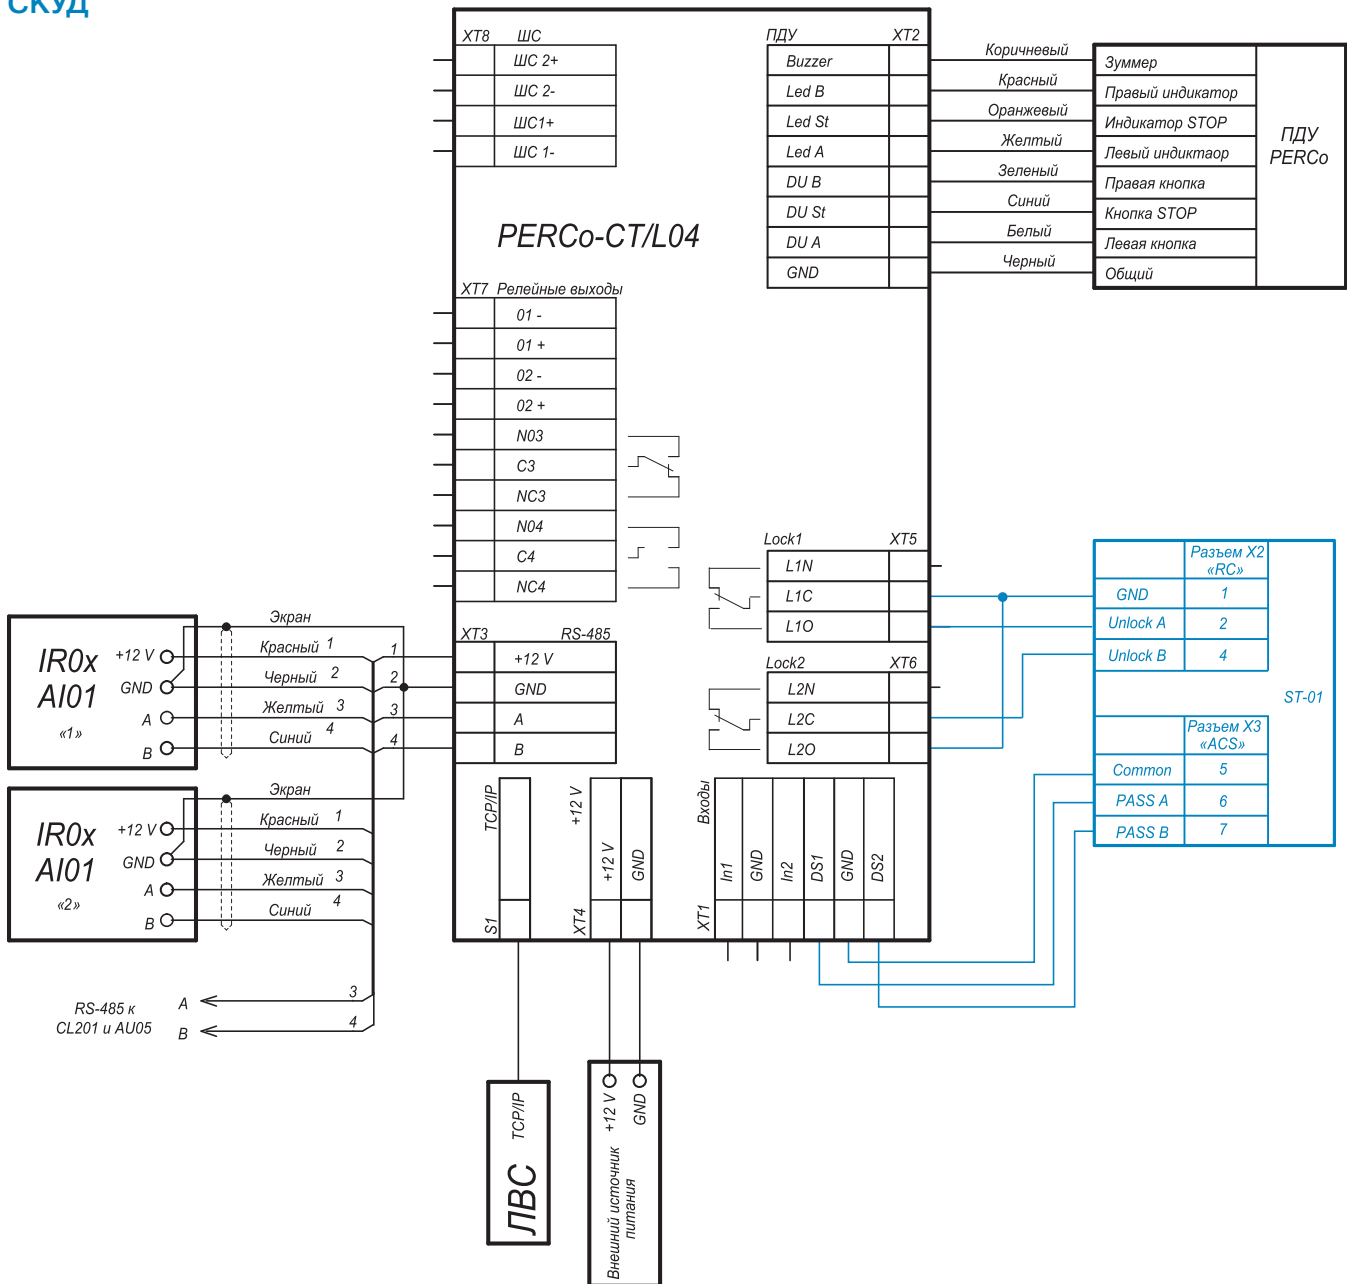 СКУД
XT8 ШС
ШС 2+
ШС 2-
ШС1+
ШС 1-
ПДУ XT2
Buzzer
Led B
Led St
Led A
DU B
DU St
DU A
GND
Коричневый
Красный
Оранжевый
Желтый
Зеленый
Синий
Белый
Черный
Зуммер
Правый индикатор
Индикатор STOP
Левый индиктаор
Правая кнопка
Кнопка STOP
Левая кнопка
Общий
ПДУ
PERCo
PERCo-CT/L04
XT7 Релейные выходы
01 -
01 +
02 -
02 +
N03
C3
NC3
N04
C4
NC4
Lock1 XT5
L1N
L1C
L1O
Lock2 XT6
L2N
L2C
L2O
Разъем X2
«RC»
GND 1
Unlock A 2
Unlock B 4
ST-01
Разъем X3
«ACS»
Common 5
PASS A 6
PASS B 7
IR0x
AI01
«1»
+12 V
GND
A
B
Экран
Красный 1
Черный 2
Желтый 3
Синий 4
1
2
3
4
XT3 RS-485
+12 V
GND
A
B
IR0x
AI01
«2»
+12 V
GND
A
B
Экран
Красный 1
Черный 2
Желтый 3
Синий 4
RS-485 к
CL201 и AU05
A 3
B 4
TCP/IP
S1
+12 V
XT4
+12 V
GND
Входы
XT1
In1
GND
In2
DS1
GND
DS2
ЛВС TCP/IP
+12 V
GND
Внешний источник
питания